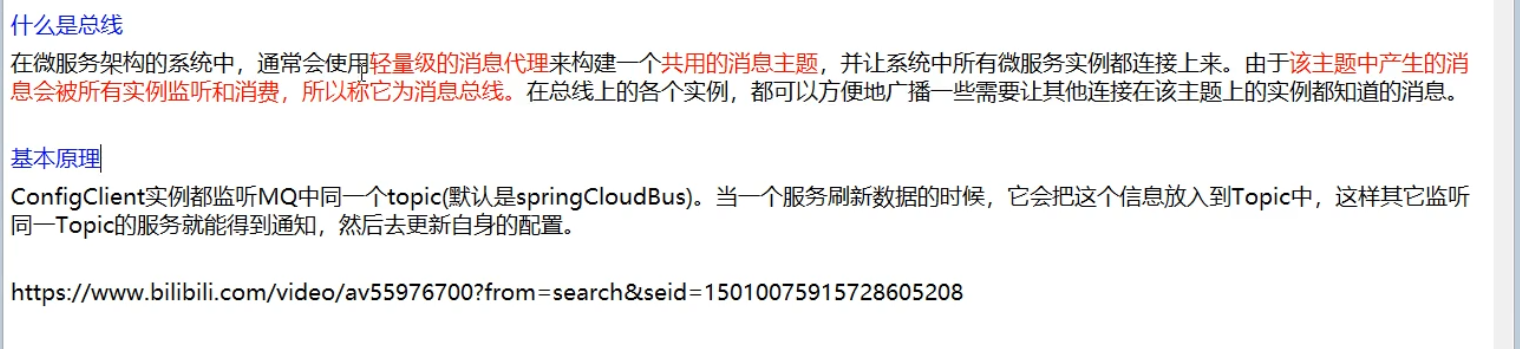 什么是总线
在微服务架构的系统中，通常会使用轻量级的消息代理来构建一个共用的消息主题，并让系统中所有微服务实例都连接上来。由于该主题中产生的消
息会被所有实例监听和消费，所以称它为消息总线。在总线上的各个实例，都可以方便地广播一些需要让其他连接在该主题上的实例都知道的消息。
基本原理
ConfigClient实例都监听MQ中同一个topic(默认是springCloudBus)。当一个服务刷新数据的时候，它会把这个信息放入到Topic中，这样其它监听
同一Topic的服务就能得到通知，然后去更新自身的配置。
https://www.bilibili.com/video/av55976700?from=search&seid=15010075915728605208